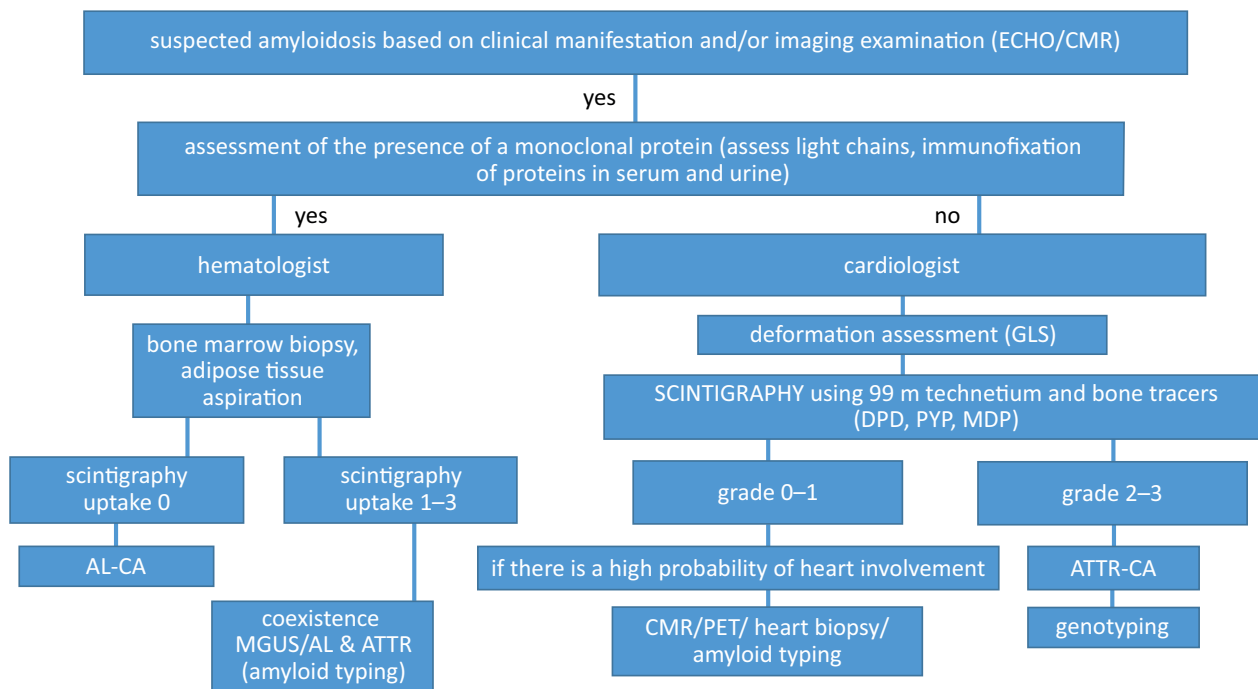 suspected amyloidosis based on clinical manifestation and/or imaging examination (ECHO/CMR)
yes
assessment of the presence of a monoclonal protein (assess light chains, immunofixation
of proteins in serum and urine)
yes
no
hematologist
cardiologist
bone marrow biopsy,
adipose tissue
aspiration
deformation assessment (GLS)
SCINTIGRAPHY using 99 m technetium and bone tracers
(DPD, PYP, MDP)
scintigraphy
uptake 0
scintigraphy
uptake 1–3
grade 0–1
grade 2–3
AL-CA
if there is a high probability of heart involvement
ATTR-CA
coexistence
MGUS/AL & ATTR
(amyloid typing)
CMR/PET/ heart biopsy/
amyloid typing
genotyping